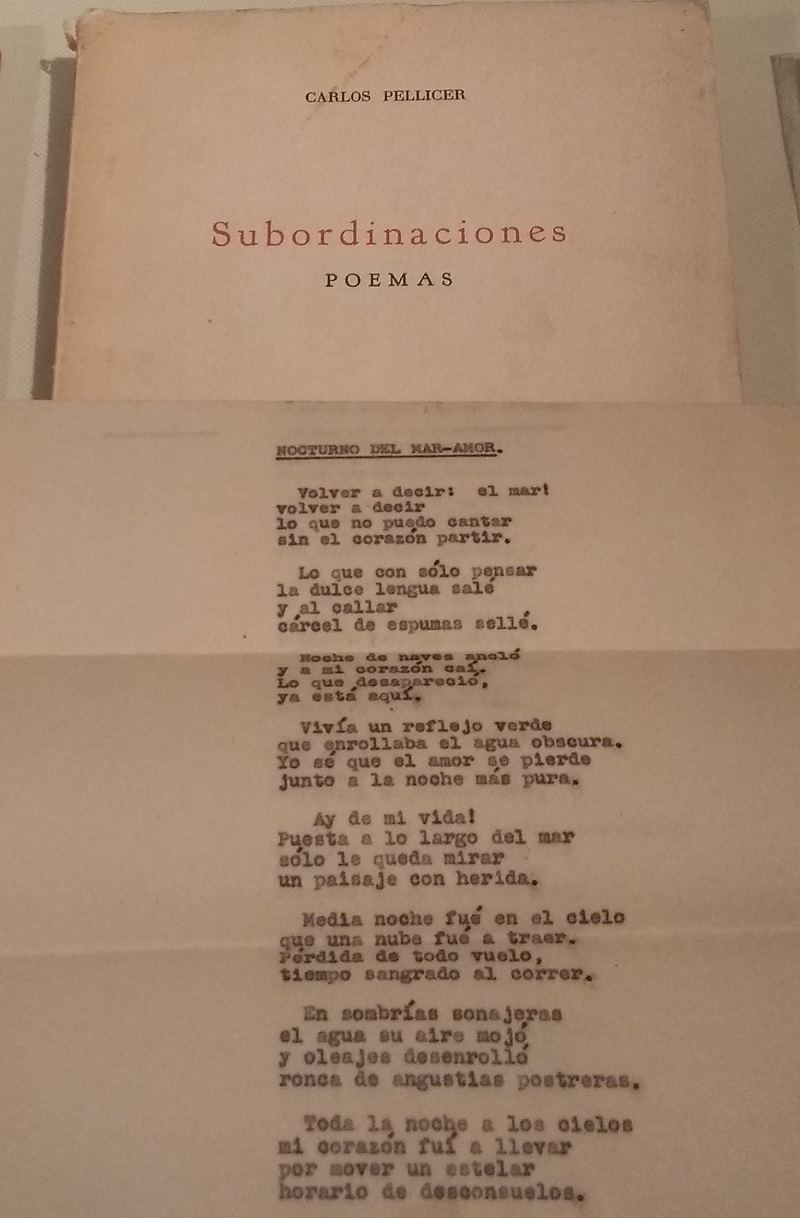 CARLOS PELLICER
Subordinaciones
POEMAS
NOCTURNO DEL MAR-AMOR.
Volver a decir: el mar!
volver a decir
lo que no puedo cantar
sin el corazón partir.
Lo que con sólo pensar
la dulce lengua salé
y al callar
cárcel de espumas sellé.
Noche de naves ancló
y a mi corazón caí.
Lo que desapareció,
ya está aquí.
Vivía un reflejo verde
que enrollaba el agua obscura.
Yo sé que el amor se pierde
junto a la noche más pura.
Ay de mi vida!
Puesta a lo largo del mar
sólo le queda mirar
un paisaje con herida.
Media noche fué en el cielo
que una nube fué a traer.
Pérdida de todo vuelo,
tiempo sangrado al correr.
En sombrías sonajeras
el agua su aire mojó
y oleajes desenrolló
ronca de angustias postreras.
Toda la noche a los cielos
mi corazón fuí a llevar
por mover un estelar
horario de desconsuelos.